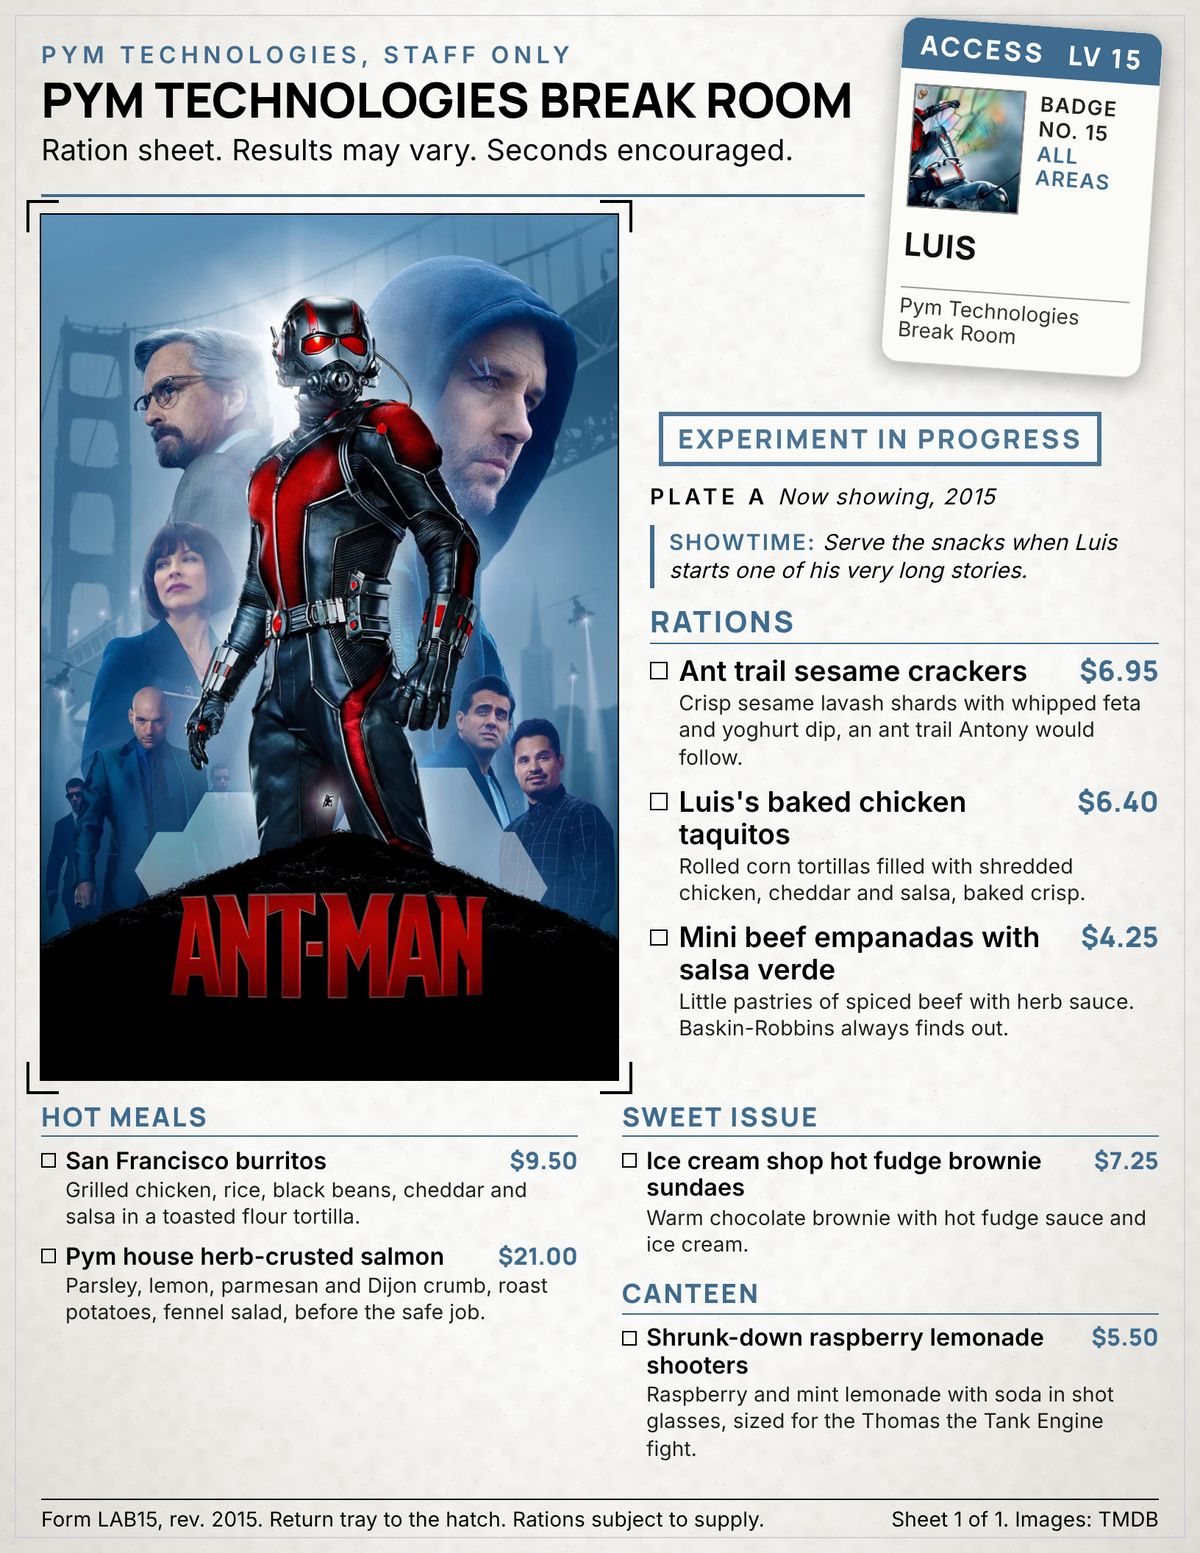 PYM TECHNOLOGIES, STAFF ONLY
PYM TECHNOLOGIES BREAK ROOM
Ration sheet. Results may vary. Seconds encouraged.
ACCESS LV 15
BADGE
NO. 15
ALL
AREAS
LUIS
Pym Technologies
Break Room
ANT-MAN
EXPERIMENT IN PROGRESS
PLATE A Now showing, 2015
SHOWTIME: Serve the snacks when Luis
starts one of his very long stories.
RATIONS
Ant trail sesame crackers $6.95
Crisp sesame lavash shards with whipped feta
and yoghurt dip, an ant trail Antony would
follow.
Luis's baked chicken $6.40
taquitos
Rolled corn tortillas filled with shredded
chicken, cheddar and salsa, baked crisp.
Mini beef empanadas with $4.25
salsa verde
Little pastries of spiced beef with herb sauce.
Baskin-Robbins always finds out.
HOT MEALS
San Francisco burritos $9.50
Grilled chicken, rice, black beans, cheddar and
salsa in a toasted flour tortilla.
Pym house herb-crusted salmon $21.00
Parsley, lemon, parmesan and Dijon crumb, roast
potatoes, fennel salad, before the safe job.
SWEET ISSUE
Ice cream shop hot fudge brownie $7.25
sundaes
Warm chocolate brownie with hot fudge sauce and
ice cream.
CANTEEN
Shrunk-down raspberry lemonade $5.50
shooters
Raspberry and mint lemonade with soda in shot
glasses, sized for the Thomas the Tank Engine
fight.
Form LAB15, rev. 2015. Return tray to the hatch. Rations subject to supply.
Sheet 1 of 1. Images: TMDB